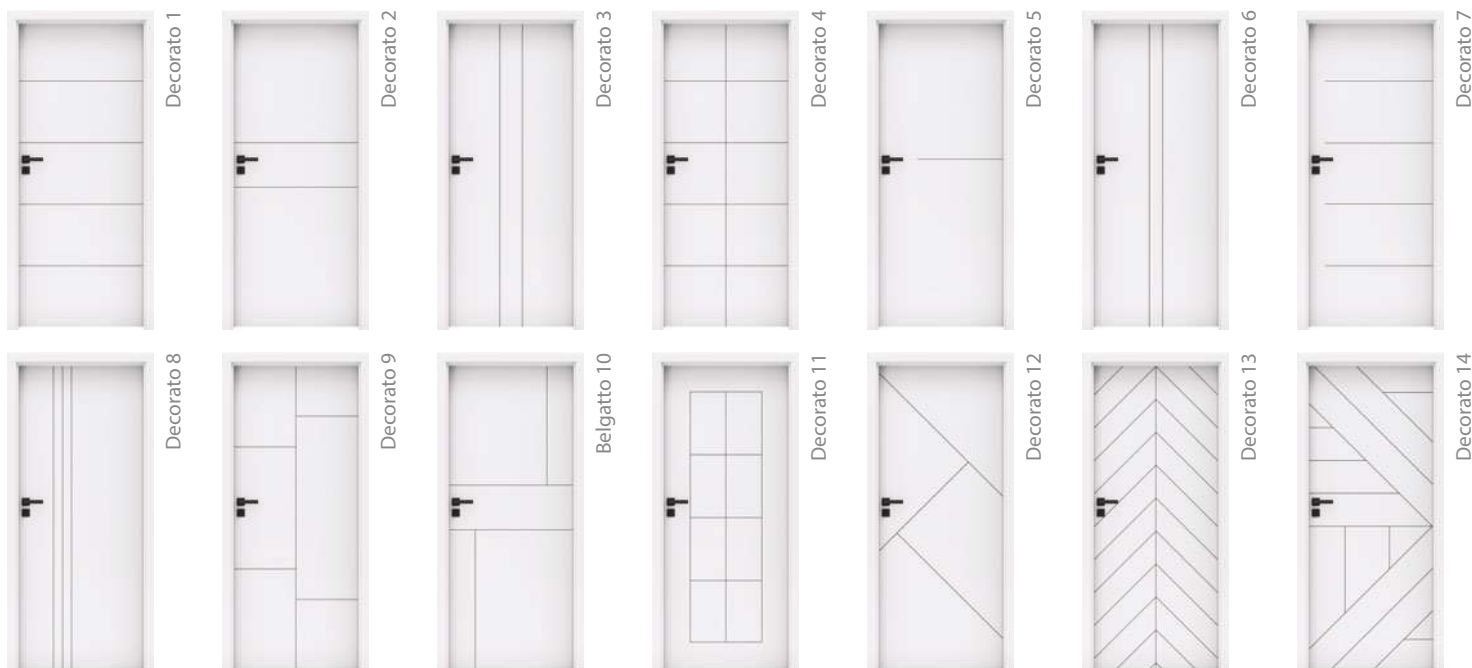 Decorato 1
Decorato 2
Decorato 3
Decorato 4
Decorato 5
Decorato 6
Decorato 7
Decorato 8
Decorato 9
Belgatto 10
Decorato 11
Decorato 12
Decorato 13
Decorato 14